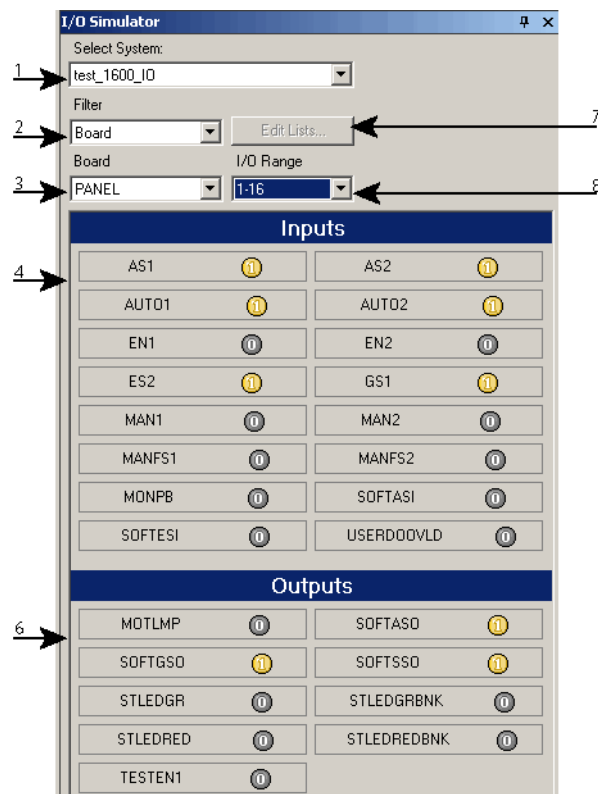 I/O Simulator
Select System:
1
test_1600_IO
Filter
2
Board
Edit Lists...
7
Board
I/O Range
3
PANEL
1-16
8
Inputs
4
AS1 1
AS2 1
AUTO1 1
AUTO2 1
EN1 0
EN2 0
ES2 1
GS1 1
MAN1 0
MAN2 0
MANFS1 0
MANFS2 0
MONPB 0
SOFTASI 0
SOFTESI 0
USERDOOVLD 0
Outputs
6
MOTLMP 0
SOFTASO 1
SOFTGSO 1
SOFTSSO 1
STLEDGR 0
STLEDGRBNK 0
STLEDRED 0
STLEDREDBNK 0
TESTEN1 0